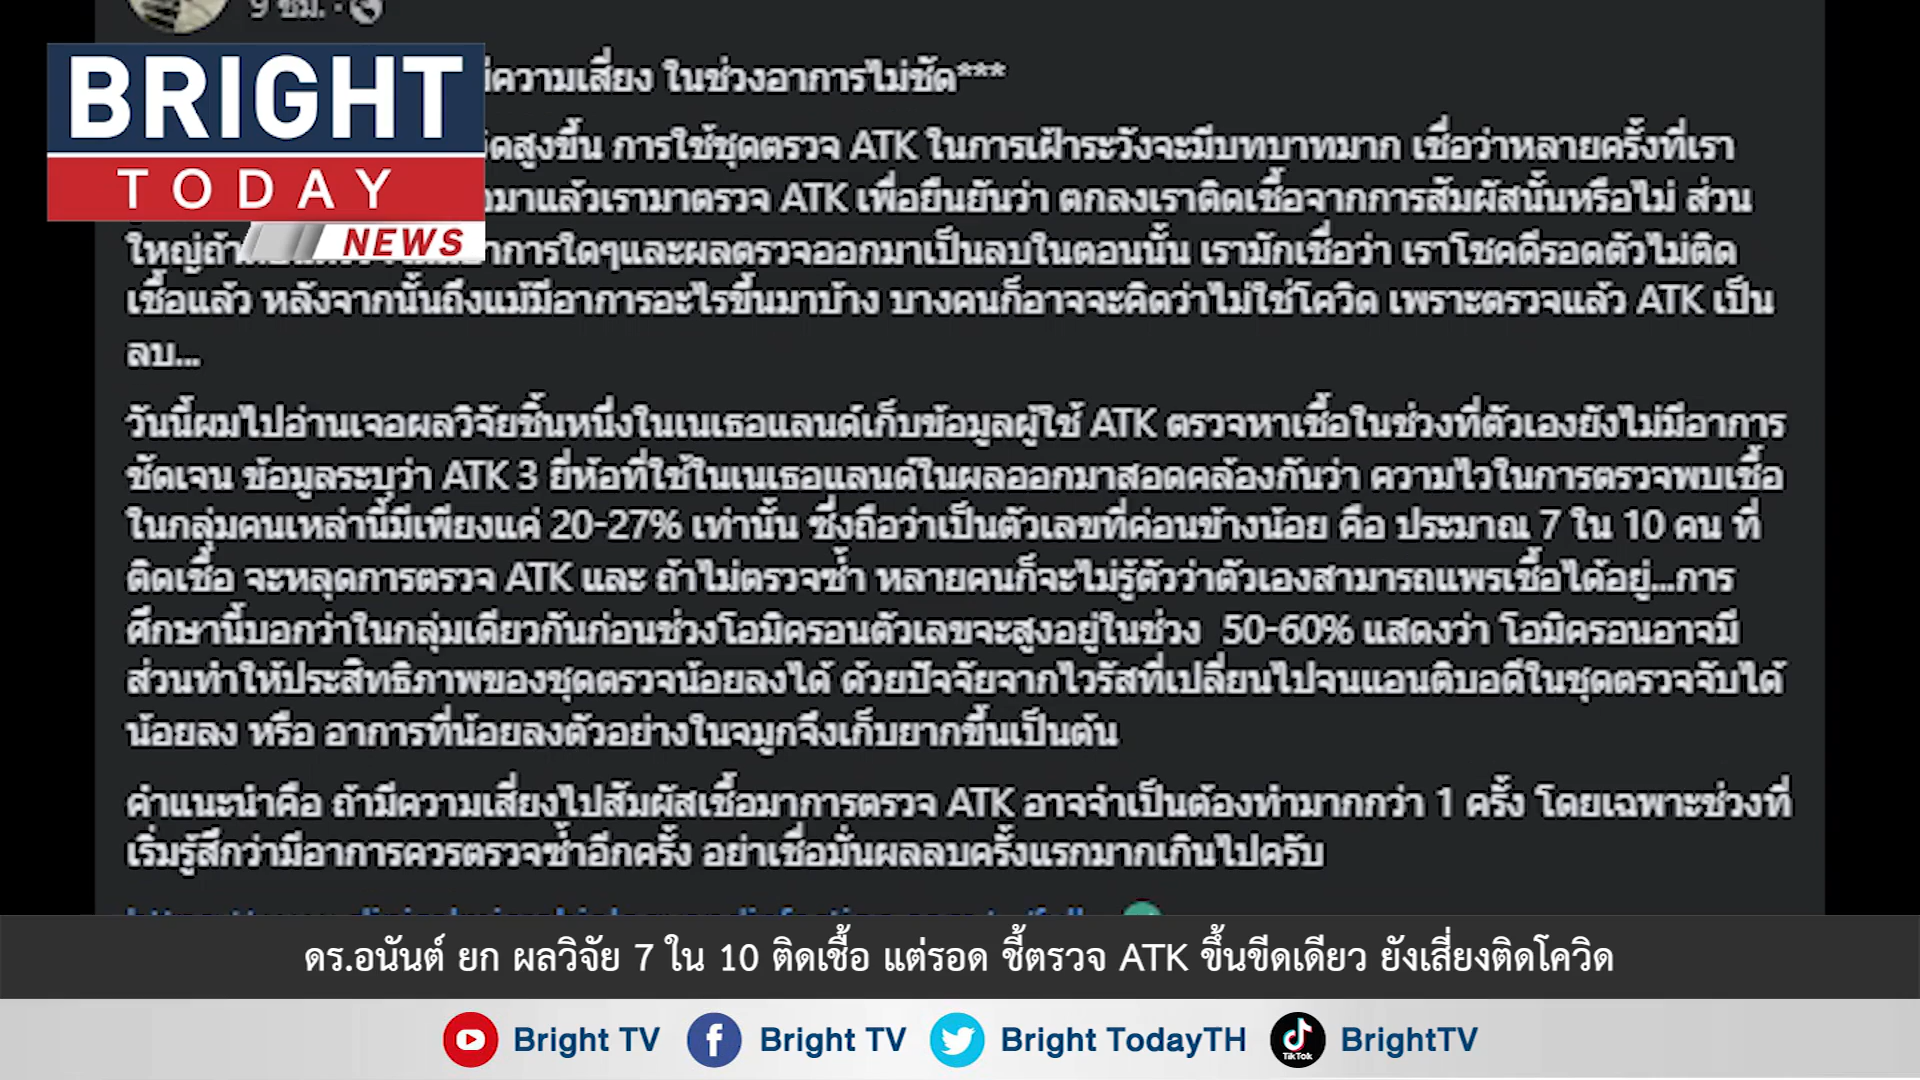 9 ชม.
BRIGHT
TODAY
NEWS
ความเสี่ยง ในช่วงอาการไม่ชัด***
สูงขึ้น การใช้ชุดตรวจ ATK ในการเฝ้าระวังจะมีบทบาทมาก เชื่อว่าหลายครั้งที่เรา
มาแล้วเรามาตรวจ ATK เพื่อยืนยันว่า ตกลงเราติดเชื้อจากการสัมผัสนั้นหรือไม่ ส่วน
ใหญ่ถ้า าการใดๆและผลตรวจออกมาเป็นลบในตอนนั้น เรามักเชื่อว่า เราโชคดีรอดตัวไม่ติด
เชื้อแล้ว หลังจากนั้นถึงแม้มีอาการอะไรขึ้นมาบ้าง บางคนก็อาจจะคิดว่าไม่ใช่โควิด เพราะตรวจแล้ว ATK เป็น
ลบ...
วันนี้ผมไปอ่านเจอผลวิจัยชิ้นหนึ่งในเนเธอแลนด์เก็บข้อมูลผู้ใช้ ATK ตรวจหาเชื้อในช่วงที่ตัวเองยังไม่มีอาการ
ชัดเจน ข้อมูลระบุว่า ATK 3 ยี่ห้อที่ใช้ในเนเธอแลนด์ในผลออกมาสอดคล้องกันว่า ความไวในการตรวจพบเชื้อ
ในกลุ่มคนเหล่านี้มีเพียงแค่ 20-27% เท่านั้น ซึ่งถือว่าเป็นตัวเลขที่ค่อนข้างน้อย คือ ประมาณ 7 ใน 10 คน ที่
ติดเชื้อ จะหลุดการตรวจ ATK และ ถ้าไม่ตรวจซ้ำ หลายคนก็จะไม่รู้ตัวว่าตัวเองสามารถแพร่เชื้อได้อยู่...การ
ศึกษานี้บอกว่าในกลุ่มเดียวกันก่อนช่วงโอมิครอนตัวเลขจะสูงอยู่ในช่วง 50-60% แสดงว่า โอมิครอนอาจมี
ส่วนทำให้ประสิทธิภาพของชุดตรวจน้อยลงได้ ด้วยปัจจัยจากไวรัสที่เปลี่ยนไปจนแอนติบอดีในชุดตรวจจับได้
น้อยลง หรือ อาการที่น้อยลงตัวอย่างในจมูกจึงเก็บยากขึ้นเป็นต้น
คำแนะนำคือ ถ้ามีความเสี่ยงไปสัมผัสเชื้อมาการตรวจ ATK อาจจำเป็นต้องทำมากกว่า 1 ครั้ง โดยเฉพาะช่วงที่
เริ่มรู้สึกว่ามีอาการควรตรวจซ้ำอีกครั้ง อย่าเชื่อมั่นผลลบครั้งแรกมากเกินไปครับ
ดร.อนันต์ ยก ผลวิจัย 7 ใน 10 ติดเชื้อ แต่รอด ชี้ตรวจ ATK ขึ้นขีดเดียว ยังเสี่ยงติดโควิด
Bright TV Bright TV Bright TodayTH TikTok BrightTV